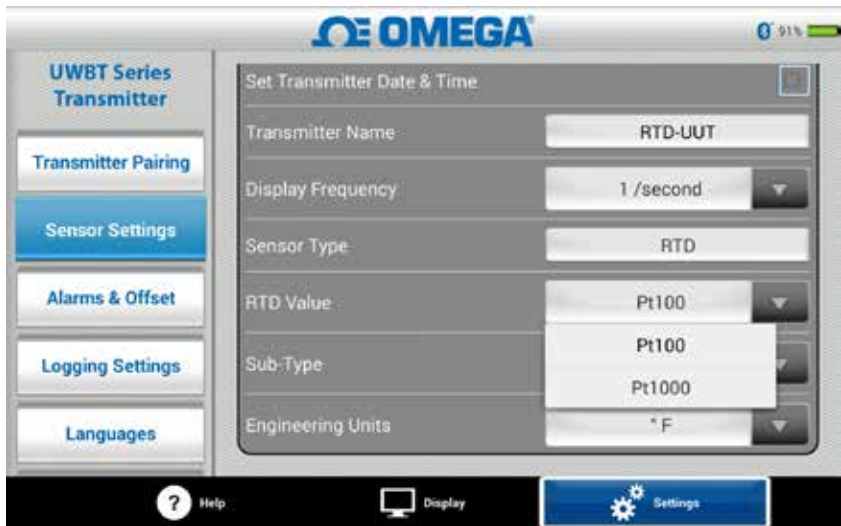 OMEGA
91%
UWBT Series
Transmitter
Transmitter Pairing
Sensor Settings
Alarms & Offset
Logging Settings
Languages
Set Transmitter Date & Time
Transmitter Name
RTD-UUT
Display Frequency
1 /second
Sensor Type
RTD
RTD Value
Pt100
Pt100
Pt1000
Sub-Type
Engineering Units
° F
? Help
Display
Settings